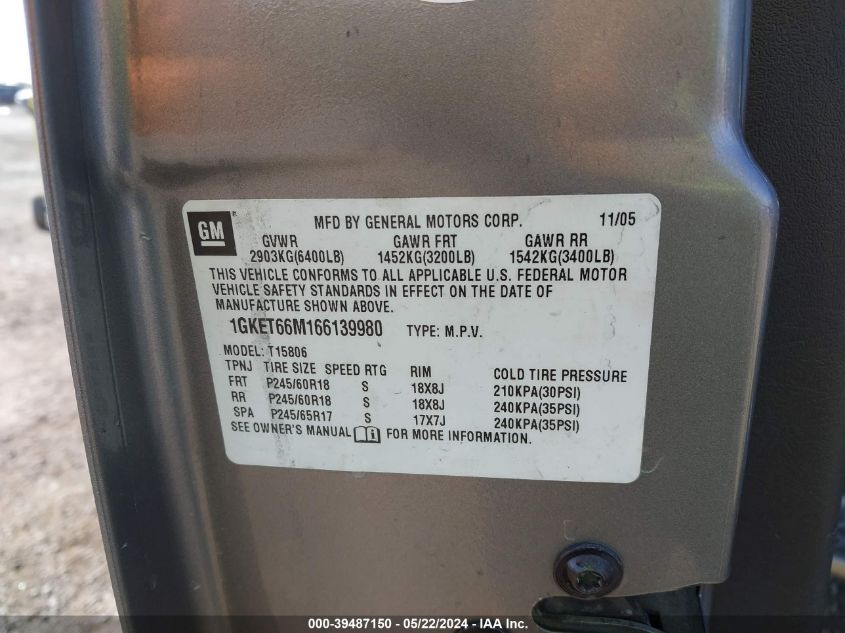 GM ® MFD BY GENERAL MOTORS CORP. 11/05
GVWR GAWR FRT GAWR RR
2903KG(6400LB) 1452KG(3200LB) 1542KG(3400LB)
THIS VEHICLE CONFORMS TO ALL APPLICABLE U.S. FEDERAL MOTOR
VEHICLE SAFETY STANDARDS IN EFFECT ON THE DATE OF
MANUFACTURE SHOWN ABOVE.
1GKET66M166139980 TYPE: M.P.V.
MODEL: T15806
TPNJ TIRE SIZE SPEED RTG RIM COLD TIRE PRESSURE
FRT P245/60R18 S 18X8J 210KPA(30PSI)
RR P245/60R18 S 18X8J 240KPA(35PSI)
SPA P245/65R17 S 17X7J 240KPA(35PSI)
SEE OWNER'S MANUAL FOR MORE INFORMATION.
000-39487150 - 05/22/2024 - IAA Inc.